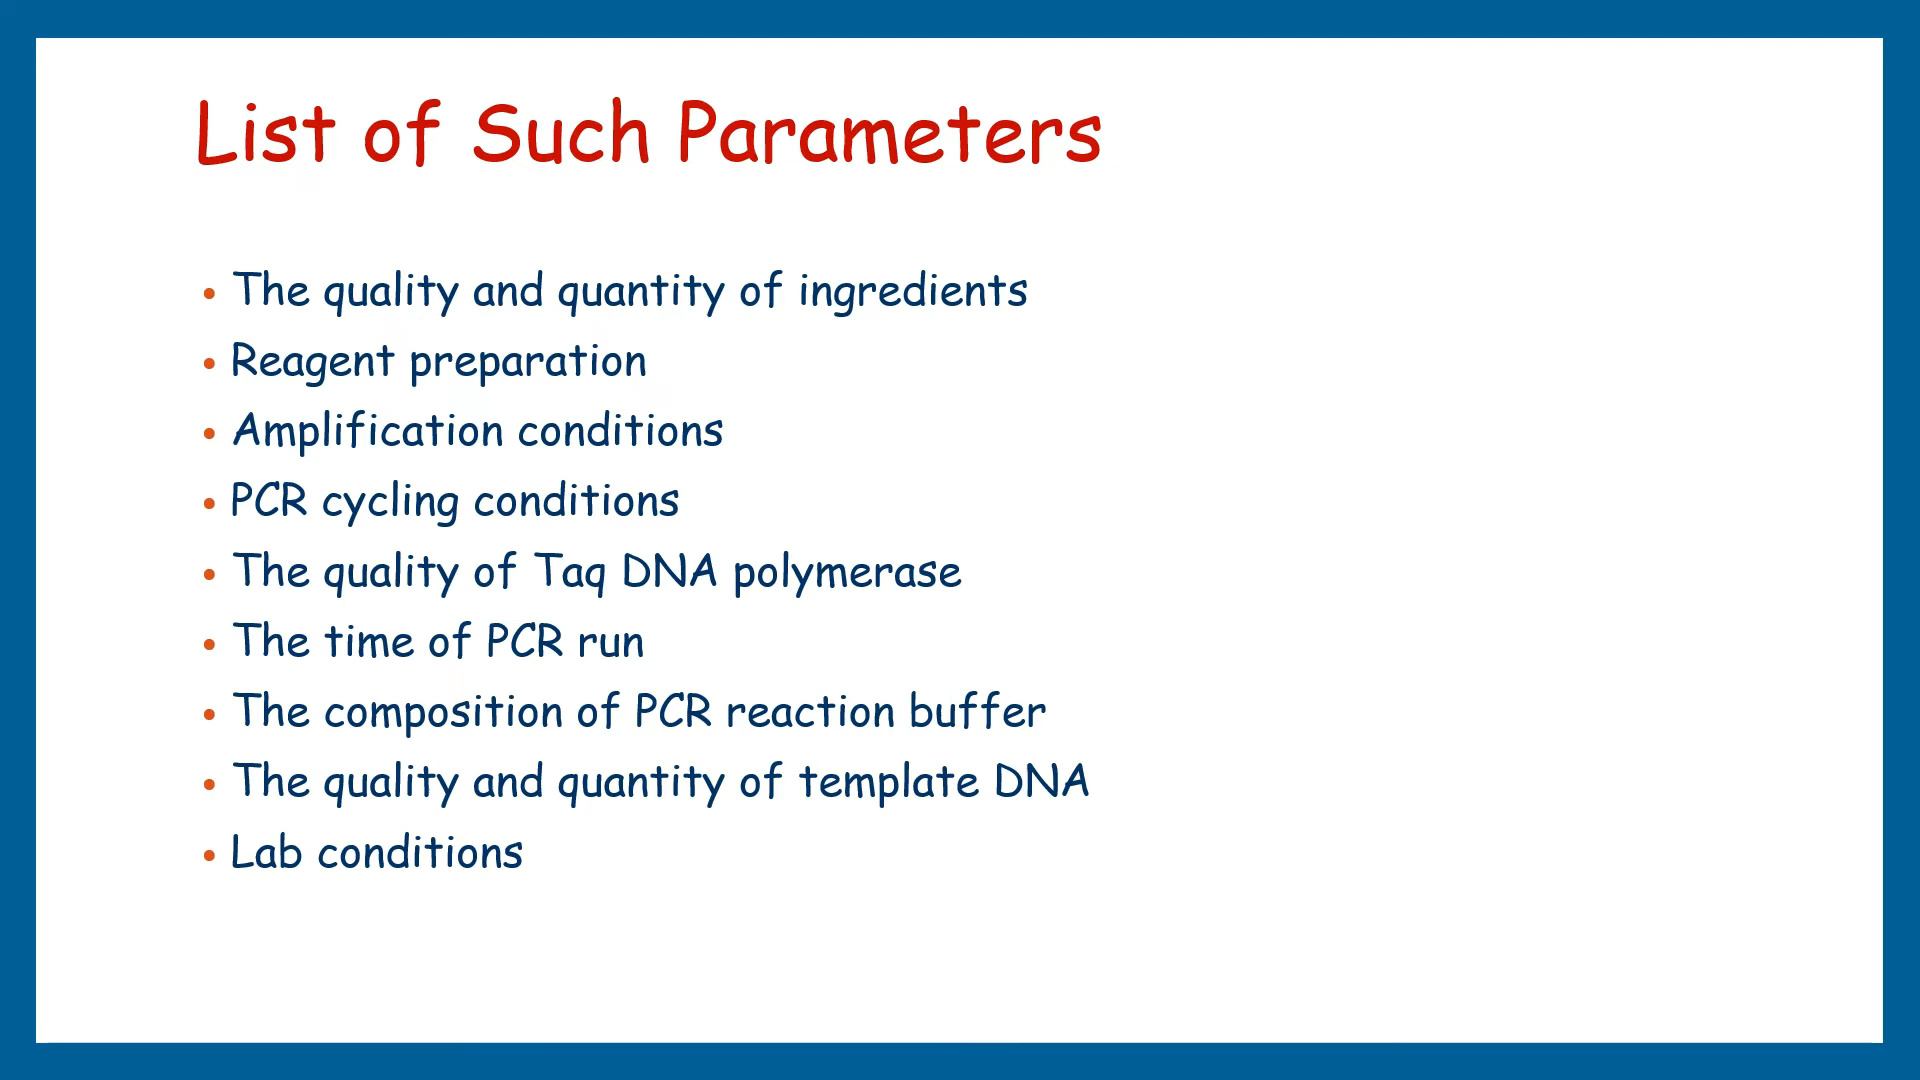 List of Such Parameters
• The quality and quantity of ingredients
• Reagent preparation
• Amplification conditions
• PCR cycling conditions
• The quality of Taq DNA polymerase
• The time of PCR run
• The composition of PCR reaction buffer
• The quality and quantity of template DNA
• Lab conditions